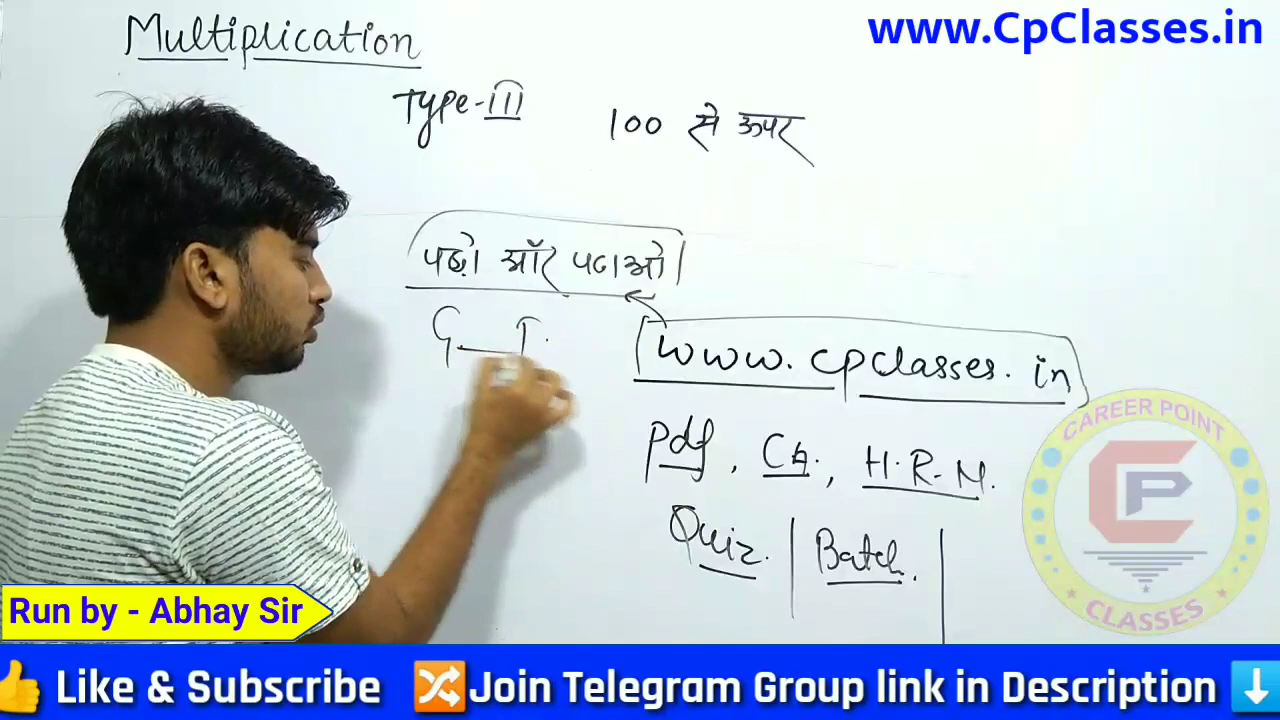 www.CpClasses.in
Multiplication
Type-III
100 से ऊपर
पढ़ो और पढाओ
www.cpclasses.in
pdf,
H.R.N.
Quiz. | Batch. |
CAREER POINT
CP
CLASSES
Run by - Abhay Sir
👍 Like & Subscribe 🔀 Join Telegram Group link in Description ⬇